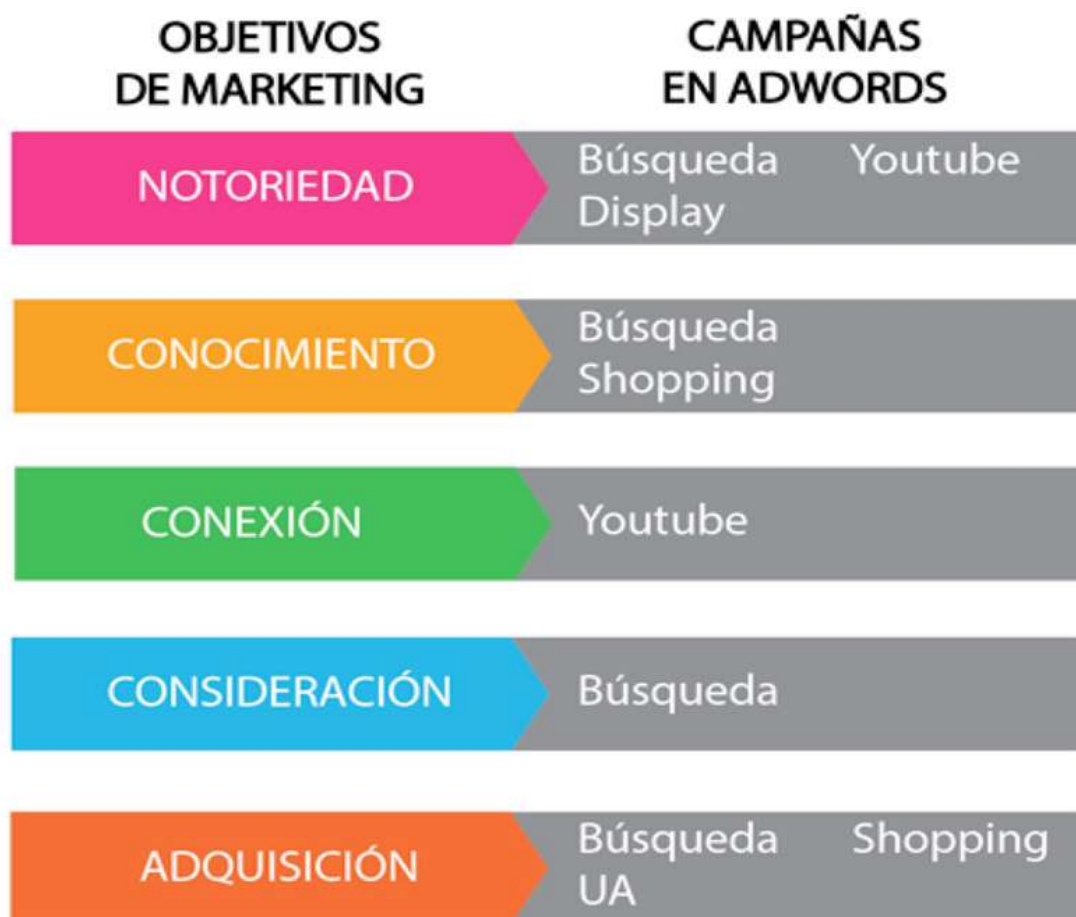 OBJETIVOS
DE MARKETING
CAMPAÑAS
EN ADWORDS
NOTORIEDAD
Búsqueda Youtube
Display
CONOCIMIENTO
Búsqueda
Shopping
CONEXIÓN
Youtube
CONSIDERACIÓN
Búsqueda
ADQUISICIÓN
Búsqueda Shopping
UA